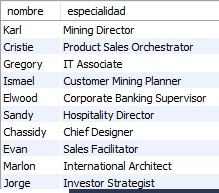 nombre especialidad
Karl Mining Director
Cristie Product Sales Orchestrator
Gregory IT Associate
Ismael Customer Mining Planner
Elwood Corporate Banking Supervisor
Sandy Hospitality Director
Chassidy Chief Designer
Evan Sales Facilitator
Marlon International Architect
Jorge Investor Strategist